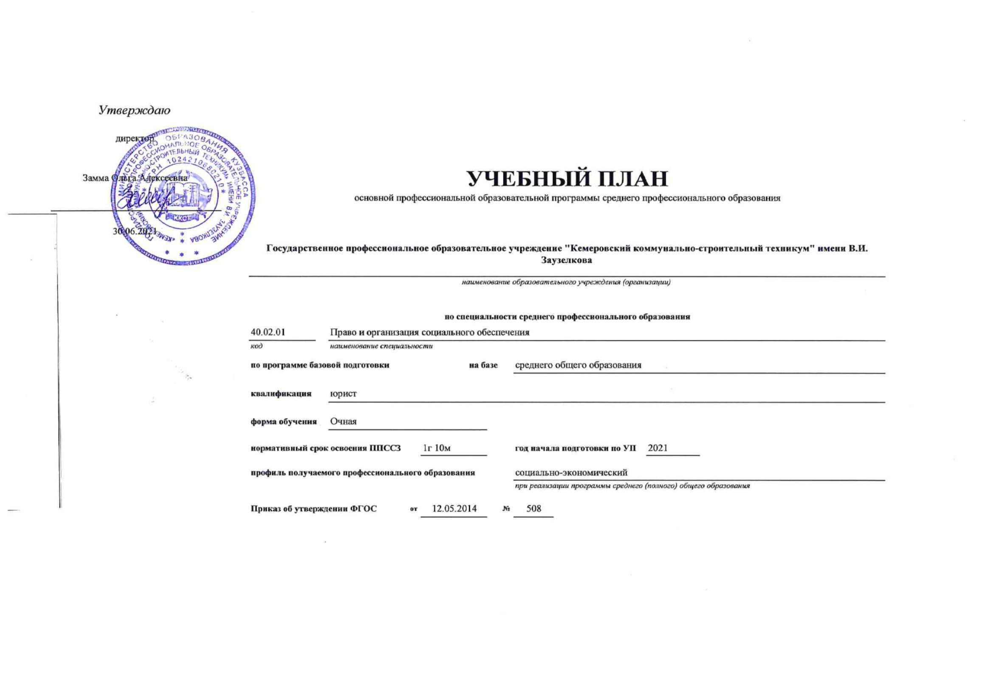 Утверждаю
директор
Замма Ольга Алексеевна
30.06.2021
МИНИСТЕРСТВО ОБРАЗОВАНИЯ КУЗБАССА
ПРОФЕССИОНАЛЬНОЕ ОБРАЗОВАТЕЛЬНОЕ УЧРЕЖДЕНИЕ
СТРОИТЕЛЬНЫЙ ТЕХНИКУМ» ИМЕНИ В.И. ЗАУЗЕЛКОВА
* ОГРН 1024210680210 *
ККСТ
УЧЕБНЫЙ ПЛАН
основной профессиональной образовательной программы среднего профессионального образования
Государственное профессиональное образовательное учреждение "Кемеровский коммунально-строительный техникум" имени В.И.
Заузелкова
наименование образовательного учреждения (организации)
по специальности среднего профессионального образования
40.02.01 Право и организация социального обеспечения
код наименование специальности
по программе базовой подготовки на базе среднего общего образования
квалификация юрист
форма обучения Очная
нормативный срок освоения ППССЗ 1г 10м год начала подготовки по УП 2021
профиль получаемого профессионального образования социально-экономический
при реализации программы среднего (полного) общего образования
Приказ об утверждении ФГОС от 12.05.2014 № 508